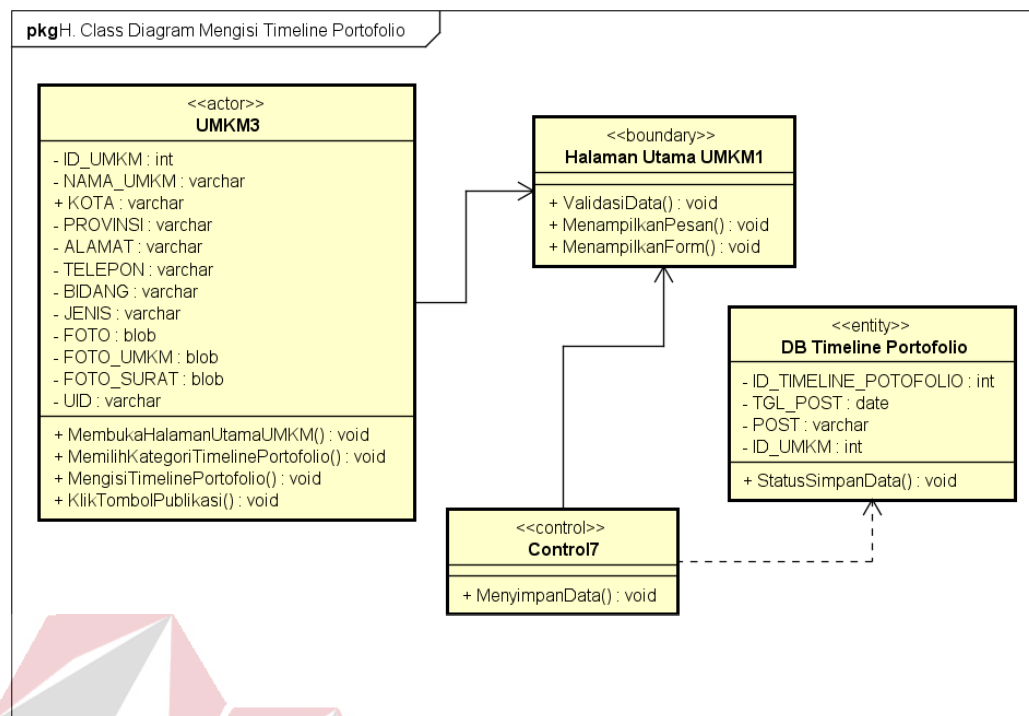 pkgH. Class Diagram Mengisi Timeline Portofolio
<<actor>>
UMKM3
- ID_UMKM : int
- NAMA_UMKM : varchar
+ KOTA : varchar
- PROVINSI : varchar
- ALAMAT : varchar
- TELEPON : varchar
- BIDANG : varchar
- JENIS : varchar
- FOTO : blob
- FOTO_UMKM : blob
- FOTO_SURAT : blob
- UID : varchar
+ MembukaHalamanUtamaUMKM() : void
+ MemilihKategoriTimelinePortofolio() : void
+ MengisiTimelinePortofolio() : void
+ KlikTombolPublikasi() : void
<<boundary>>
Halaman Utama UMKM1
+ ValidasiData() : void
+ MenampilkanPesan() : void
+ MenampilkanForm() : void
<<entity>>
DB Timeline Portofolio
- ID_TIMELINE_POTOFOLIO : int
- TGL_POST : date
- POST : varchar
- ID_UMKM : int
+ StatusSimpanData() : void
<<control>>
Control7
+ MenyimpanData() : void